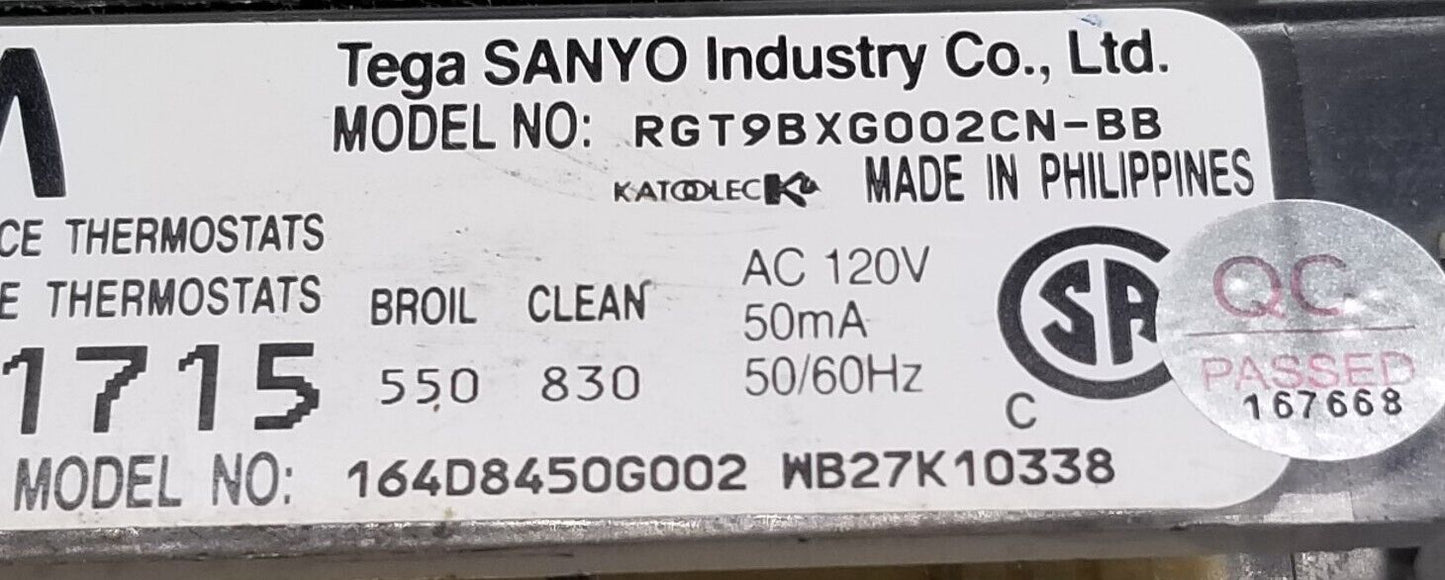 Tega SANYO Industry Co., Ltd.
MODEL NO: RGT9BXG002CN-BB
KATOOLEC MADE IN PHILIPPINES
CE THERMOSTATS
E THERMOSTATS
BROIL CLEAN
1715 550 830
AC 120V
50mA
50/60Hz
SA
C
QC
PASSED
167668
MODEL NO: 164D8450G002 WB27K10338